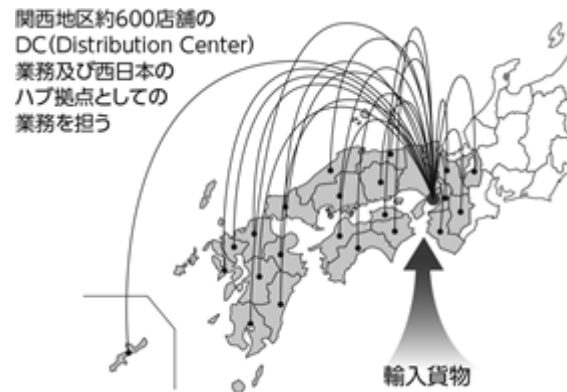 関西地区約600店舗の
DC(Distribution Center)
業務及び西日本の
ハブ拠点としての
業務を担う
輸入貨物